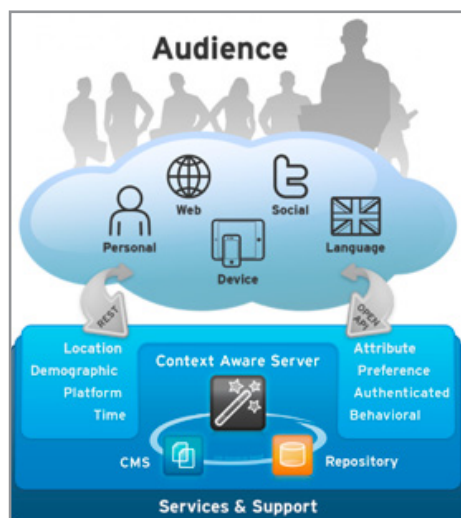 Audience
Web
Social
Personal
Language
Device
REST
OPEN
API
Location
Demographic
Platform
Time
Context Aware Server
Attribute
Preference
Authenticated
Behavioral
CMS
Repository
Services & Support